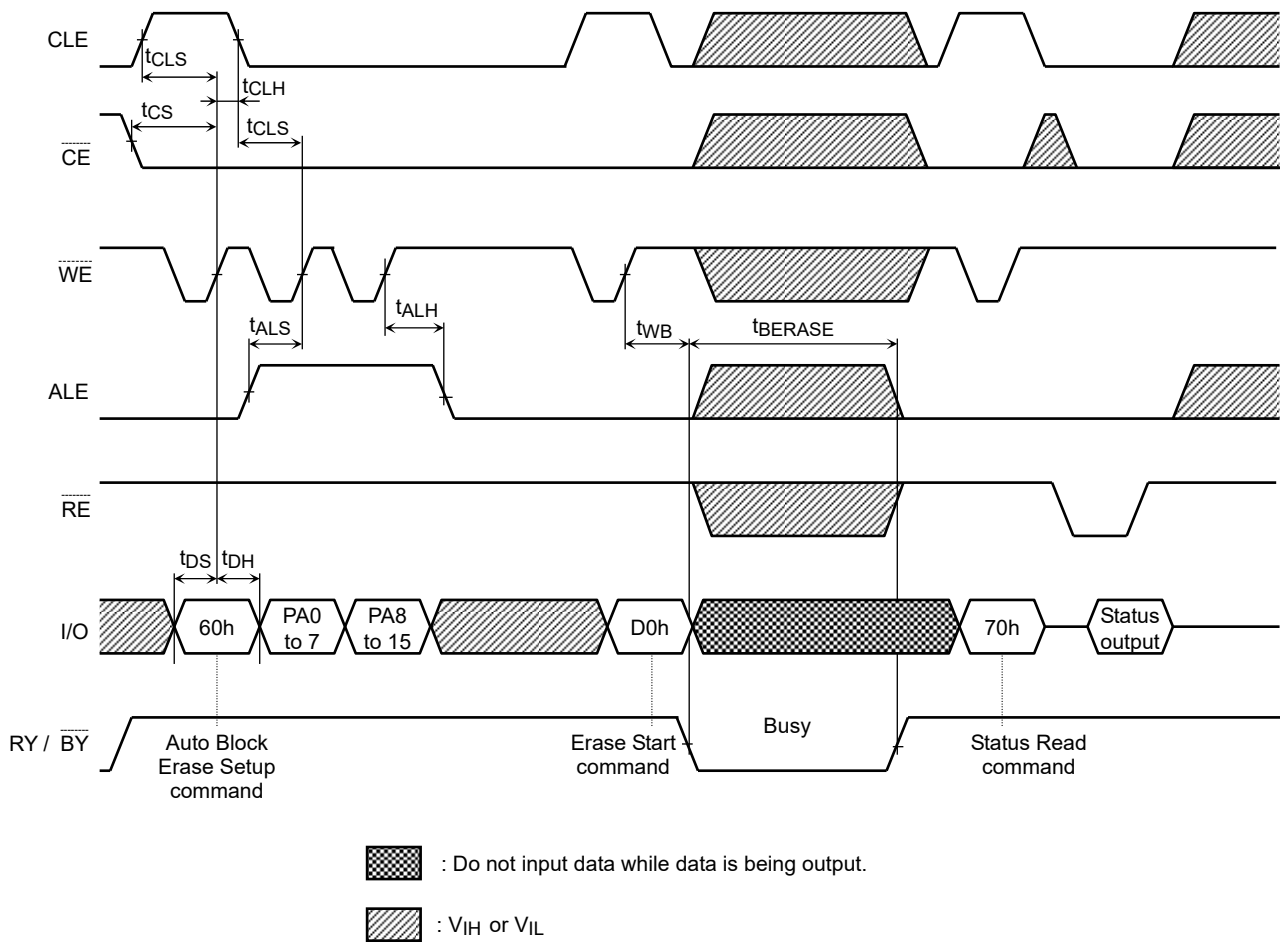 CLE
tCLS
tCLH
tCS
tCLS
CE
WE
tALS
tALH
tWB
tBERASE
ALE
RE
tDS
tDH
I/O
60h
PA0
to 7
PA8
to 15
D0h
70h
Status
output
RY / BY
Busy
Auto Block
Erase Setup
command
Erase Start
command
Status Read
command
: Do not input data while data is being output.
: VIH or VIL